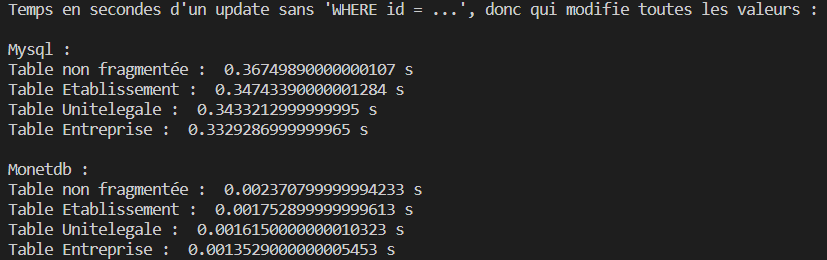 Temps en secondes d'un update sans 'WHERE id = ...', donc qui modifie toutes les valeurs :
Mysql :
Table non fragmentée :  0.36749890000000107 s
Table Etablissement :  0.34743390000001284 s
Table Unitelegale :  0.3433212999999995 s
Table Entreprise :  0.3329286999999965 s
Monetdb :
Table non fragmentée :  0.002370799999994233 s
Table Etablissement :  0.001752899999999613 s
Table Unitelegale :  0.0016150000000010323 s
Table Entreprise :  0.0013529000000005453 s